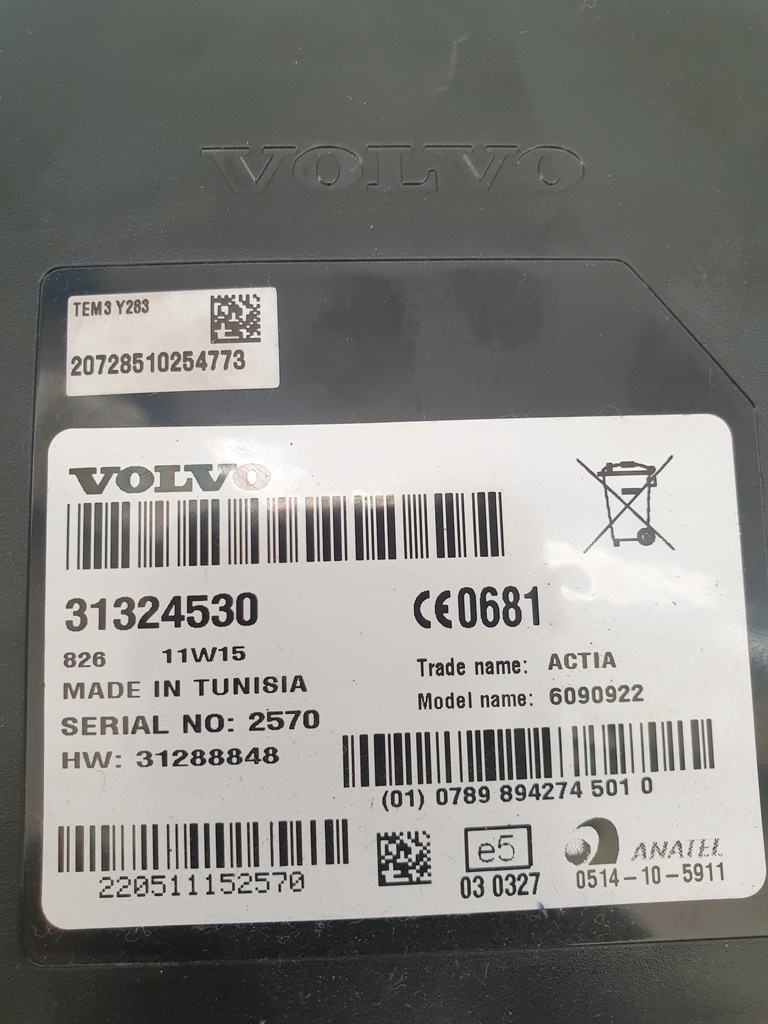 VOLVO
TEM3 Y283
20728510254773
VOLVO
31324530
CE0681
826 11W15
MADE IN TUNISIA
SERIAL NO: 2570
HW: 31288848
Trade name: ACTIA
Model name: 6090922
(01) 0789 894274 501 0
220511152570
e5
03 0327
ANATEL
0514-10-5911